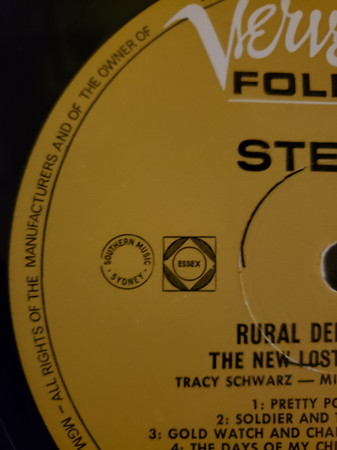 Verv
FOL
STE
SOUTHERN MUSIC
• SYDNEY •
ESSEX
RURAL DE
THE NEW LOST
TRACY SCHWARZ — MI
1: PRETTY PO
2: SOLDIER AND T
3: GOLD WATCH AND CHA
4: THE DAYS OF MY CH
MGM — ALL RIGHTS OF THE MANUFACTURERS AND OF THE OWNER OF